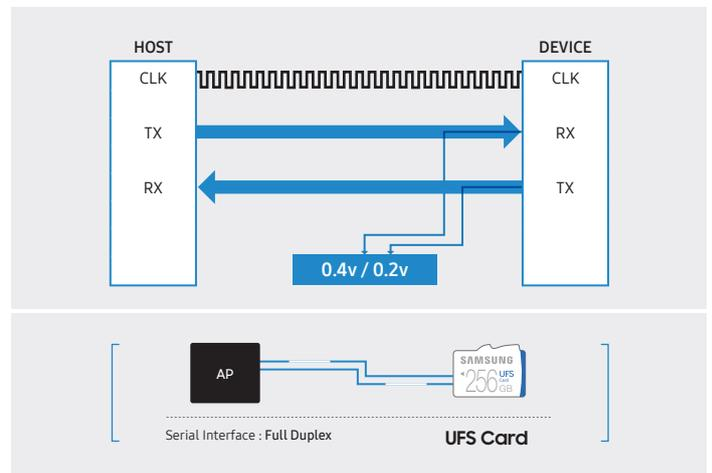 HOST DEVICE
CLK CLK
TX RX
RX TX
0.4v / 0.2v
AP
SAMSUNG
256 UFS
Card
GB
Serial Interface : Full Duplex
UFS Card